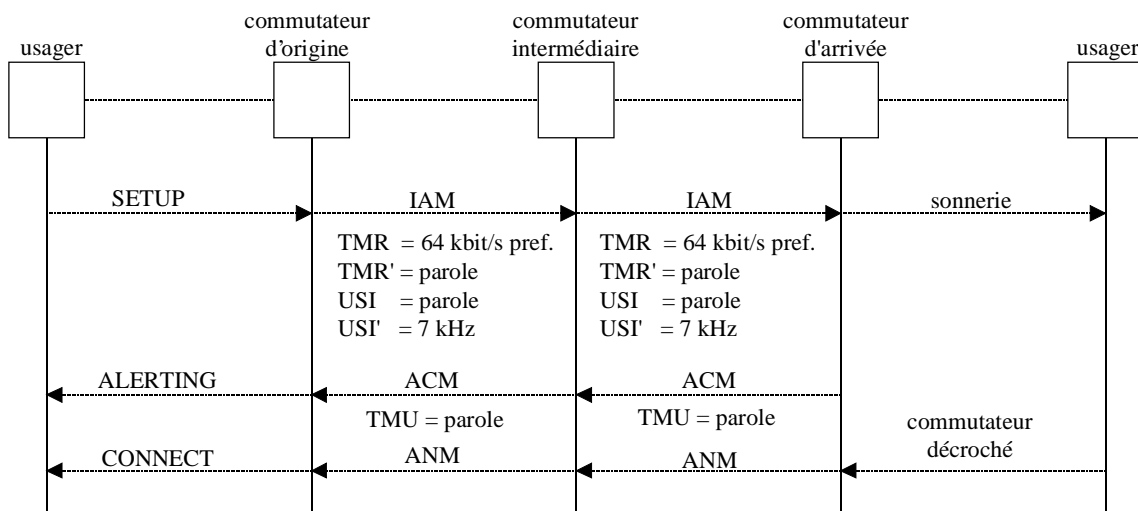 usager
commutateur
d'origine
commutateur
intermédiaire
commutateur
d'arrivée
usager
SETUP
IAM
IAM
sonnerie
TMR = 64 kbit/s pref.
TMR' = parole
USI = parole
USI' = 7 kHz
TMR = 64 kbit/s pref.
TMR' = parole
USI = parole
USI' = 7 kHz
ALERTING
ACM
ACM
TMU = parole
TMU = parole
commutateur
décroché
CONNECT
ANM
ANM